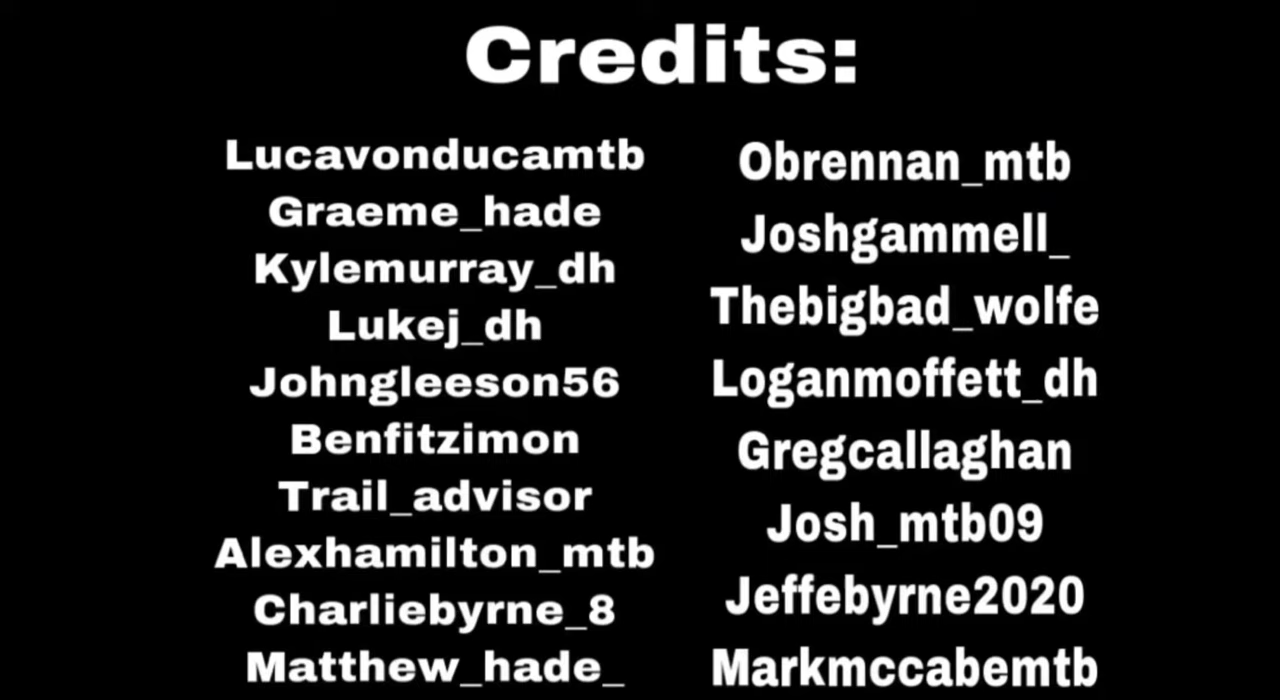 Credits:
Lucavonducamtb
Graeme_hade
Kylemurray_dh
Lukej_dh
Johngleeson56
Benfitzimon
Trail_advisor
Alexhamilton_mtb
Charliebyrne_8
Matthew_hade_
Obrennan_mtb
Joshgammell_
Thebigbad_wolfe
Loganmoffett_dh
Gregcallaghan
Josh_mtb09
Jeffebyrne2020
Markmccabemtb